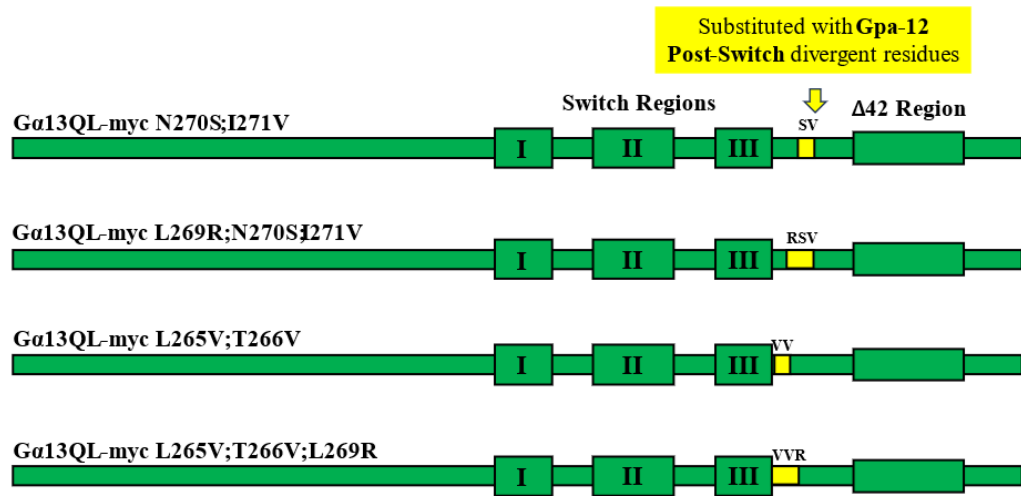 Substituted with Gpa-12
Post-Switch divergent residues
Switch Regions
Δ42 Region
Gα13QL-myc N270S;I271V
SV
I
II
III
Gα13QL-myc L269R;N270S;I271V
RSV
I
II
III
Gα13QL-myc L265V;T266V
VV
I
II
III
Gα13QL-myc L265V;T266V;L269R
VVR
I
II
III